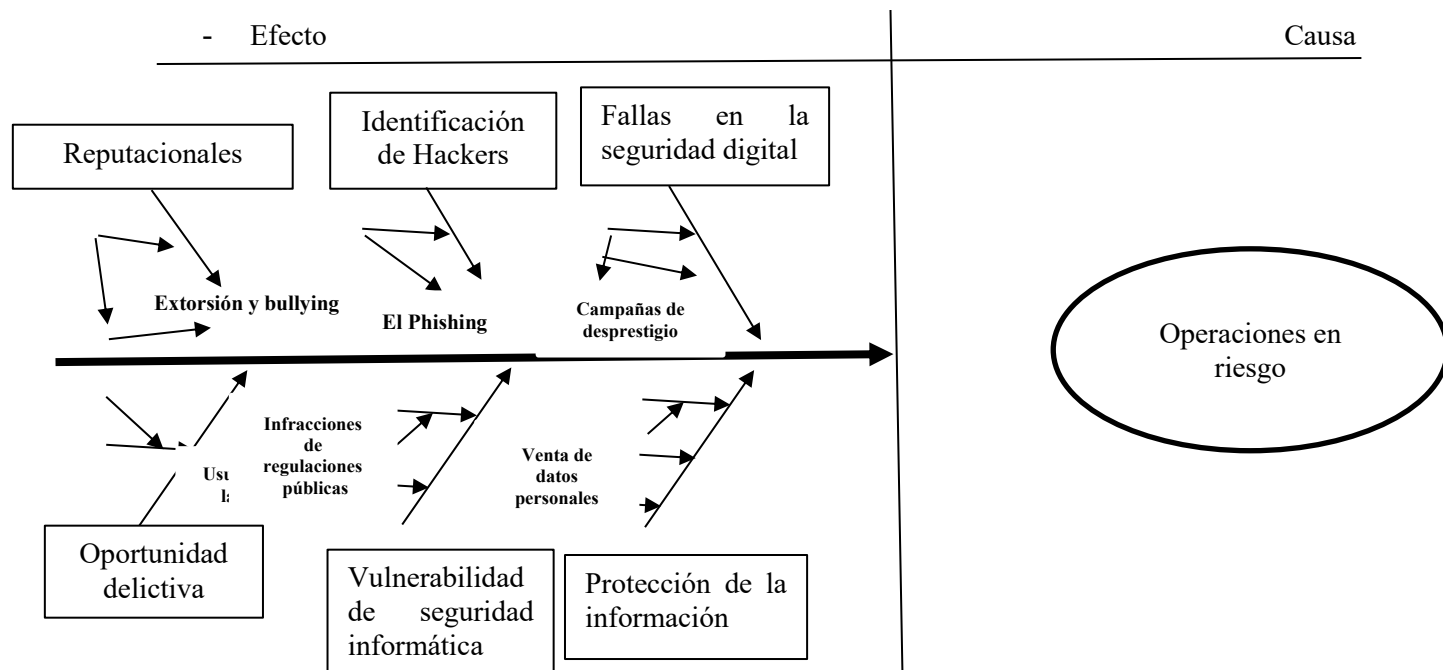 - Efecto
Causa
Reputacionales
Identificación
de Hackers
Fallas en la
seguridad digital
Extorsión y bullying
El Phishing
Campañas de
desprestigio
Operaciones en
riesgo
Infracciones
de
regulaciones
públicas
Venta de
datos
personales
Oportunidad
delictiva
Vulnerabilidad
de seguridad
informática
Protección de la
información